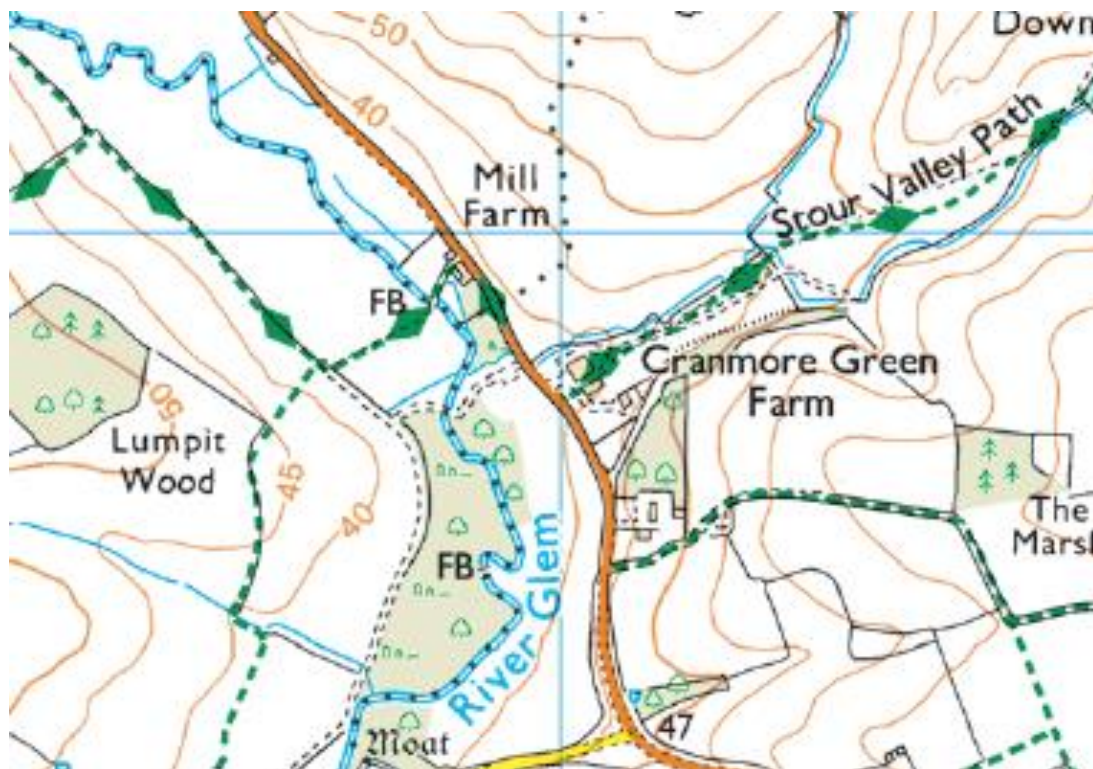 50
Down
40
Stour Valley Path
Mill
Farm
FB
Cranmore Green
Farm
50
Lumpit
Wood
45
40
The
Marsh
FB
River Glem
47
Moat